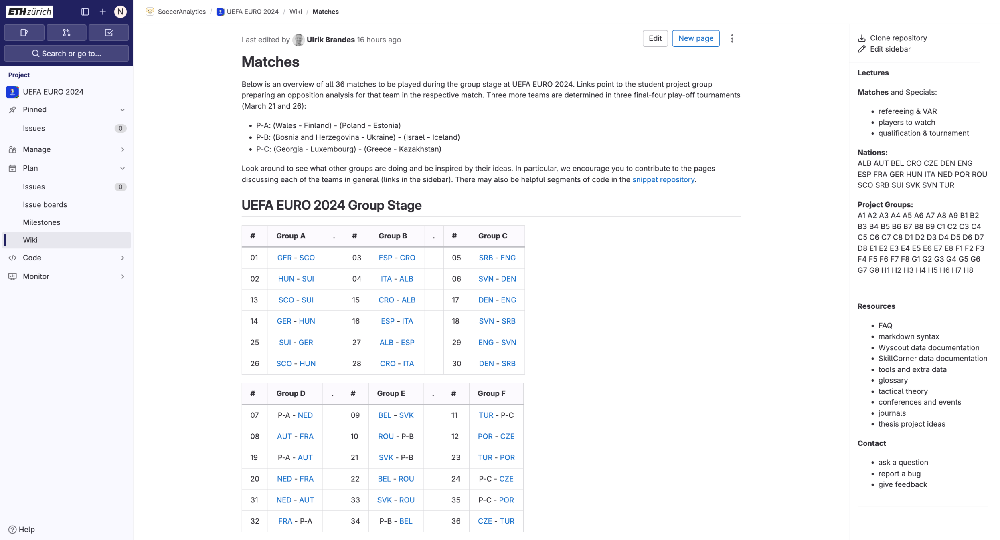 ETH zürich
N
Search or go to...
Project
UEFA EURO 2024
Pinned
Issues 0
Manage
Plan
Issues 0
Issue boards
Milestones
Wiki
Code
Monitor
Help
SoccerAnalytics / UEFA EURO 2024 / Wiki / Matches
Last edited by Ulrik Brandes 16 hours ago
Edit New page
Matches
Below is an overview of all 36 matches to be played during the group stage at UEFA EURO 2024. Links point to the student project group
preparing an opposition analysis for that team in the respective match. Three more teams are determined in three final-four play-off tournaments
(March 21 and 26):
• P-A: (Wales - Finland) - (Poland - Estonia)
• P-B: (Bosnia and Herzegovina - Ukraine) - (Israel - Iceland)
• P-C: (Georgia - Luxembourg) - (Greece - Kazakhstan)
Look around to see what other groups are doing and be inspired by their ideas. In particular, we encourage you to contribute to the pages
discussing each of the teams in general (links in the sidebar). There may also be helpful segments of code in the snippet repository.
UEFA EURO 2024 Group Stage
# Group A . # Group B . # Group C
01 GER - SCO 03 ESP - CRO 05 SRB - ENG
02 HUN - SUI 04 ITA - ALB 06 SVN - DEN
13 SCO - SUI 15 CRO - ALB 17 DEN - ENG
14 GER - HUN 16 ESP - ITA 18 SVN - SRB
25 SUI - GER 27 ALB - ESP 29 ENG - SVN
26 SCO - HUN 28 CRO - ITA 30 DEN - SRB
# Group D . # Group E . # Group F
07 P-A - NED 09 BEL - SVK 11 TUR - P-C
08 AUT - FRA 10 ROU - P-B 12 POR - CZE
19 P-A - AUT 21 SVK - P-B 23 TUR - POR
20 NED - FRA 22 BEL - ROU 24 P-C - CZE
31 NED - AUT 33 SVK - ROU 35 P-C - POR
32 FRA - P-A 34 P-B - BEL 36 CZE - TUR
Clone repository
Edit sidebar
Lectures
Matches and Specials:
• refereeing & VAR
• players to watch
• qualification & tournament
Nations:
ALB AUT BEL CRO CZE DEN ENG
ESP FRA GER HUN ITA NED POR ROU
SCO SRB SUI SVK SVN TUR
Project Groups:
A1 A2 A3 A4 A5 A6 A7 A8 A9 B1 B2
B3 B4 B5 B6 B7 B8 B9 C1 C2 C3 C4
C5 C6 C7 C8 D1 D2 D3 D4 D5 D6 D7
D8 E1 E2 E3 E4 E5 E6 E7 E8 F1 F2 F3
F4 F5 F6 F7 F8 G1 G2 G3 G4 G5 G6
G7 G8 H1 H2 H3 H4 H5 H6 H7 H8
Resources
• FAQ
• markdown syntax
• Wyscout data documentation
• SkillCorner data documentation
• tools and extra data
• glossary
• tactical theory
• conferences and events
• journals
• thesis project ideas
Contact
• ask a question
• report a bug
• give feedback